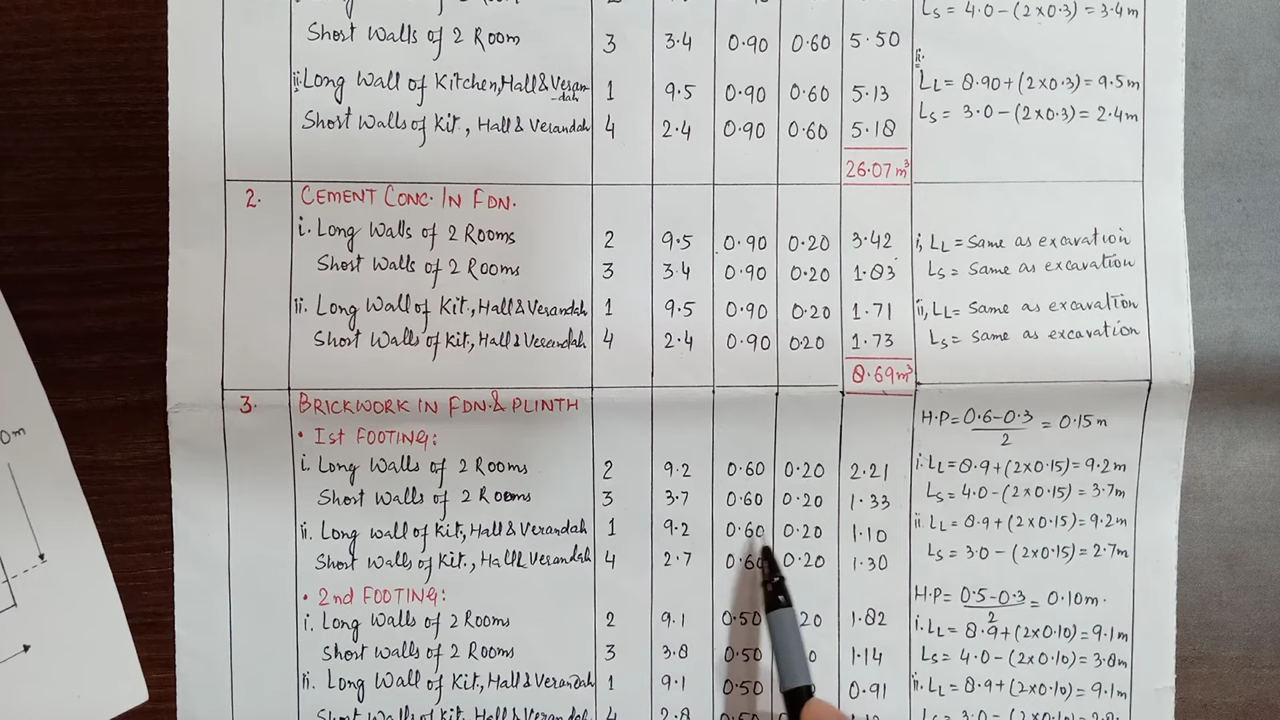 Short Walls of 2 Room 3 3.4 0.90 0.60 5.50
Ls = 4.0-(2x0.3)=3.4m
ii. Long Wall of Kitchen, Hall & Veran-dah 1 9.5 0.90 0.60 5.13
ii. LL= 8.90+(2x0.3)=9.5m
Short Walls of Kit., Hall & Verandah 4 2.4 0.90 0.60 5.18
Ls = 3.0-(2x0.3)=2.4m
26.07m³
2. CEMENT CONC. IN FDN.
i. Long Walls of 2 Rooms 2 9.5 0.90 0.20 3.42 i, LL= Same as excavation
Short Walls of 2 Rooms 3 3.4 0.90 0.20 1.83 Ls= Same as excavation
ii. Long Wall of Kit., Hall & Verandah 1 9.5 0.90 0.20 1.71 ii, LL= Same as excavation
Short Walls of Kit, Hall & Verandah 4 2.4 0.90 0.20 1.73 Ls= Same as excavation
8.69m³
3. BRICKWORK IN FDN. & PLINTH
H.P=0.6-0.3/2 = 0.15m
• Ist FOOTING:
i. Long Walls of 2 Rooms 2 9.2 0.60 0.20 2.21 i. LL= 8.9+(2x0.15)=9.2m
Short Walls of 2 Rooms 3 3.7 0.60 0.20 1.33 Ls=4.0-(2x0.15)=3.7m
ii. Long wall of Kit, Hall & Verandah 1 9.2 0.60 0.20 1.10 ii. LL= 8.9+(2x0.15)=9.2m
Short Walls of Kit., Hall & Verandah 4 2.7 0.60 0.20 1.30 Ls= 3.0-(2x0.15)=2.7m
• 2nd FOOTING:
H.P= 0.5-0.3/2 = 0.10m.
i. Long Walls of 2 Rooms 2 9.1 0.50 20 1.82 i. LL= 8.9+(2x0.10)=9.1m
Short Walls of 2 Rooms 3 3.8 0.50 0 1.14 Ls= 4.0-(2x0.10)=3.8m
ii. Long Wall of Kit, Hall & Verandah 1 9.1 0.50 0.91 ii. LL= 8.9+(2x0.10)=9.1m
Short Walls of Kit, Hall & Verandah 4 2.8
0m